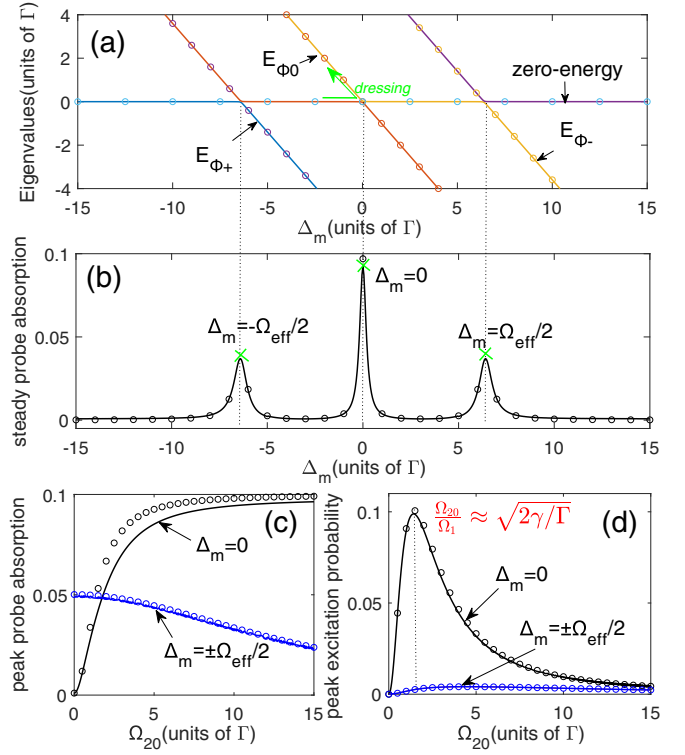 (a)
Eigenvalues(units of Γ)
4
2
0
-2
-4
E_Φ0
dressing
zero-energy
E_Φ+
E_Φ-
-15 -10 -5 0 5 10 15
Δ_m(units of Γ)
(b)
steady probe absorption
0.1
0.05
0
Δ_m=-Ω_eff/2
Δ_m=0
Δ_m=Ω_eff/2
-15 -10 -5 0 5 10 15
Δ_m(units of Γ)
(c)
peak probe absorption
0.1
0.05
0
Δ_m=0
Δ_m=±Ω_eff/2
0 5 10 15
Ω_20(units of Γ)
(d)
peak excitation probability
0.1
0.05
0
Ω_20/Ω_1 ≈ √(2γ/Γ)
Δ_m=0
Δ_m=±Ω_eff/2
0 5 10 15
Ω_20(units of Γ)